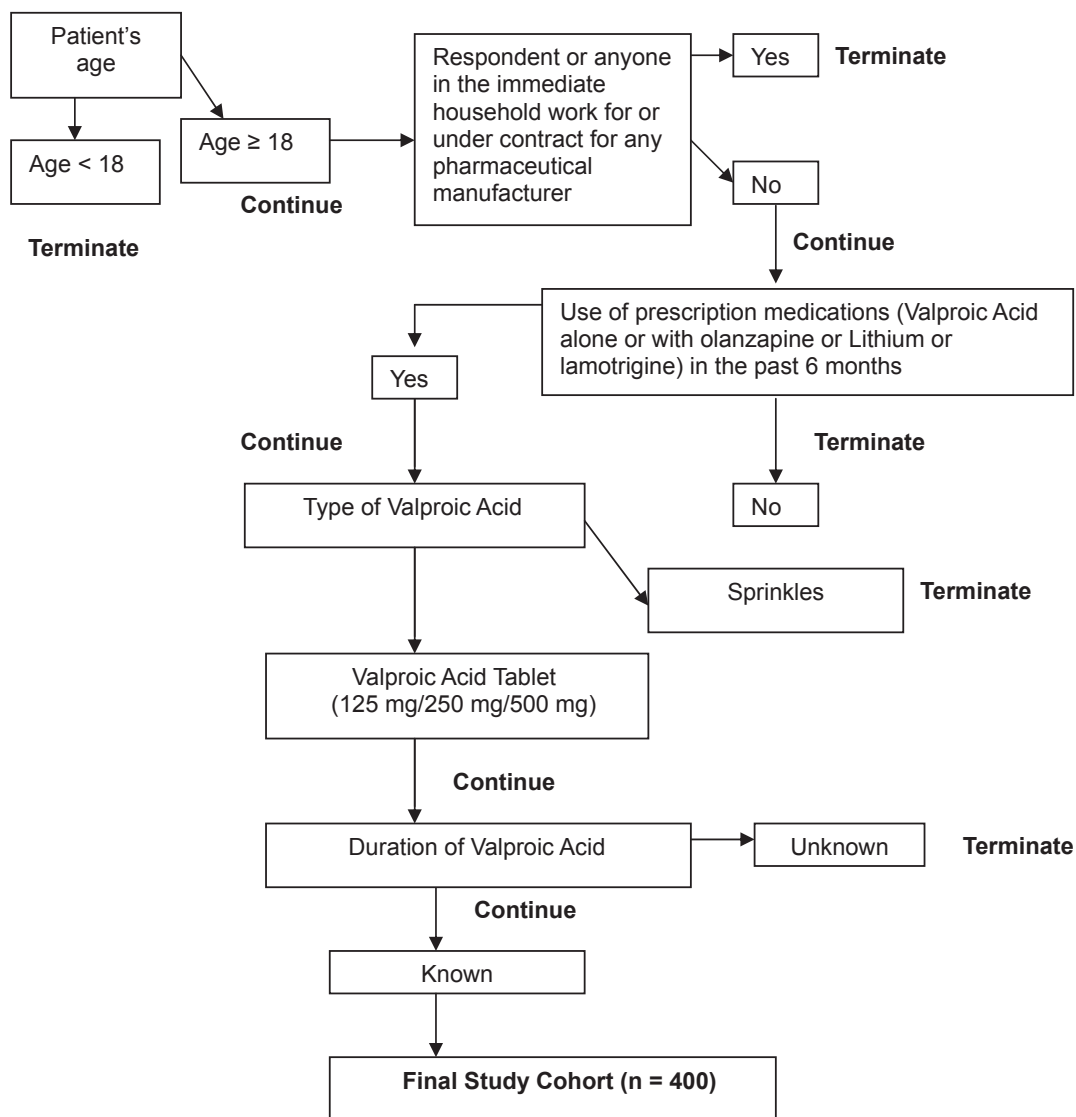 Patient's
age
Age < 18
Terminate
Age ≥ 18
Continue
Respondent or anyone
in the immediate
household work for or
under contract for any
pharmaceutical
manufacturer
Yes
Terminate
No
Continue
Use of prescription medications (Valproic Acid
alone or with olanzapine or Lithium or
lamotrigine) in the past 6 months
Yes
Continue
Terminate
No
Type of Valproic Acid
Sprinkles
Terminate
Valproic Acid Tablet
(125 mg/250 mg/500 mg)
Continue
Duration of Valproic Acid
Unknown
Terminate
Continue
Known
Final Study Cohort (n = 400)